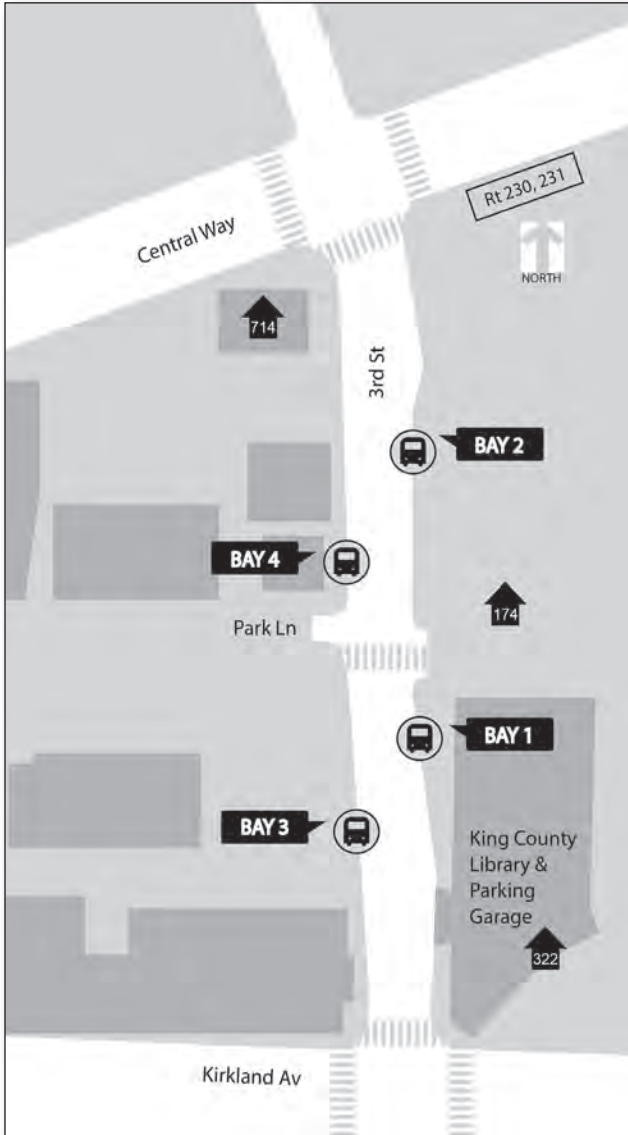 Rt 230, 231
Central Way
NORTH
714
3rd St
BAY 2
BAY 4
174
Park Ln
BAY 1
BAY 3
King County
Library &
Parking
Garage
322
Kirkland Av